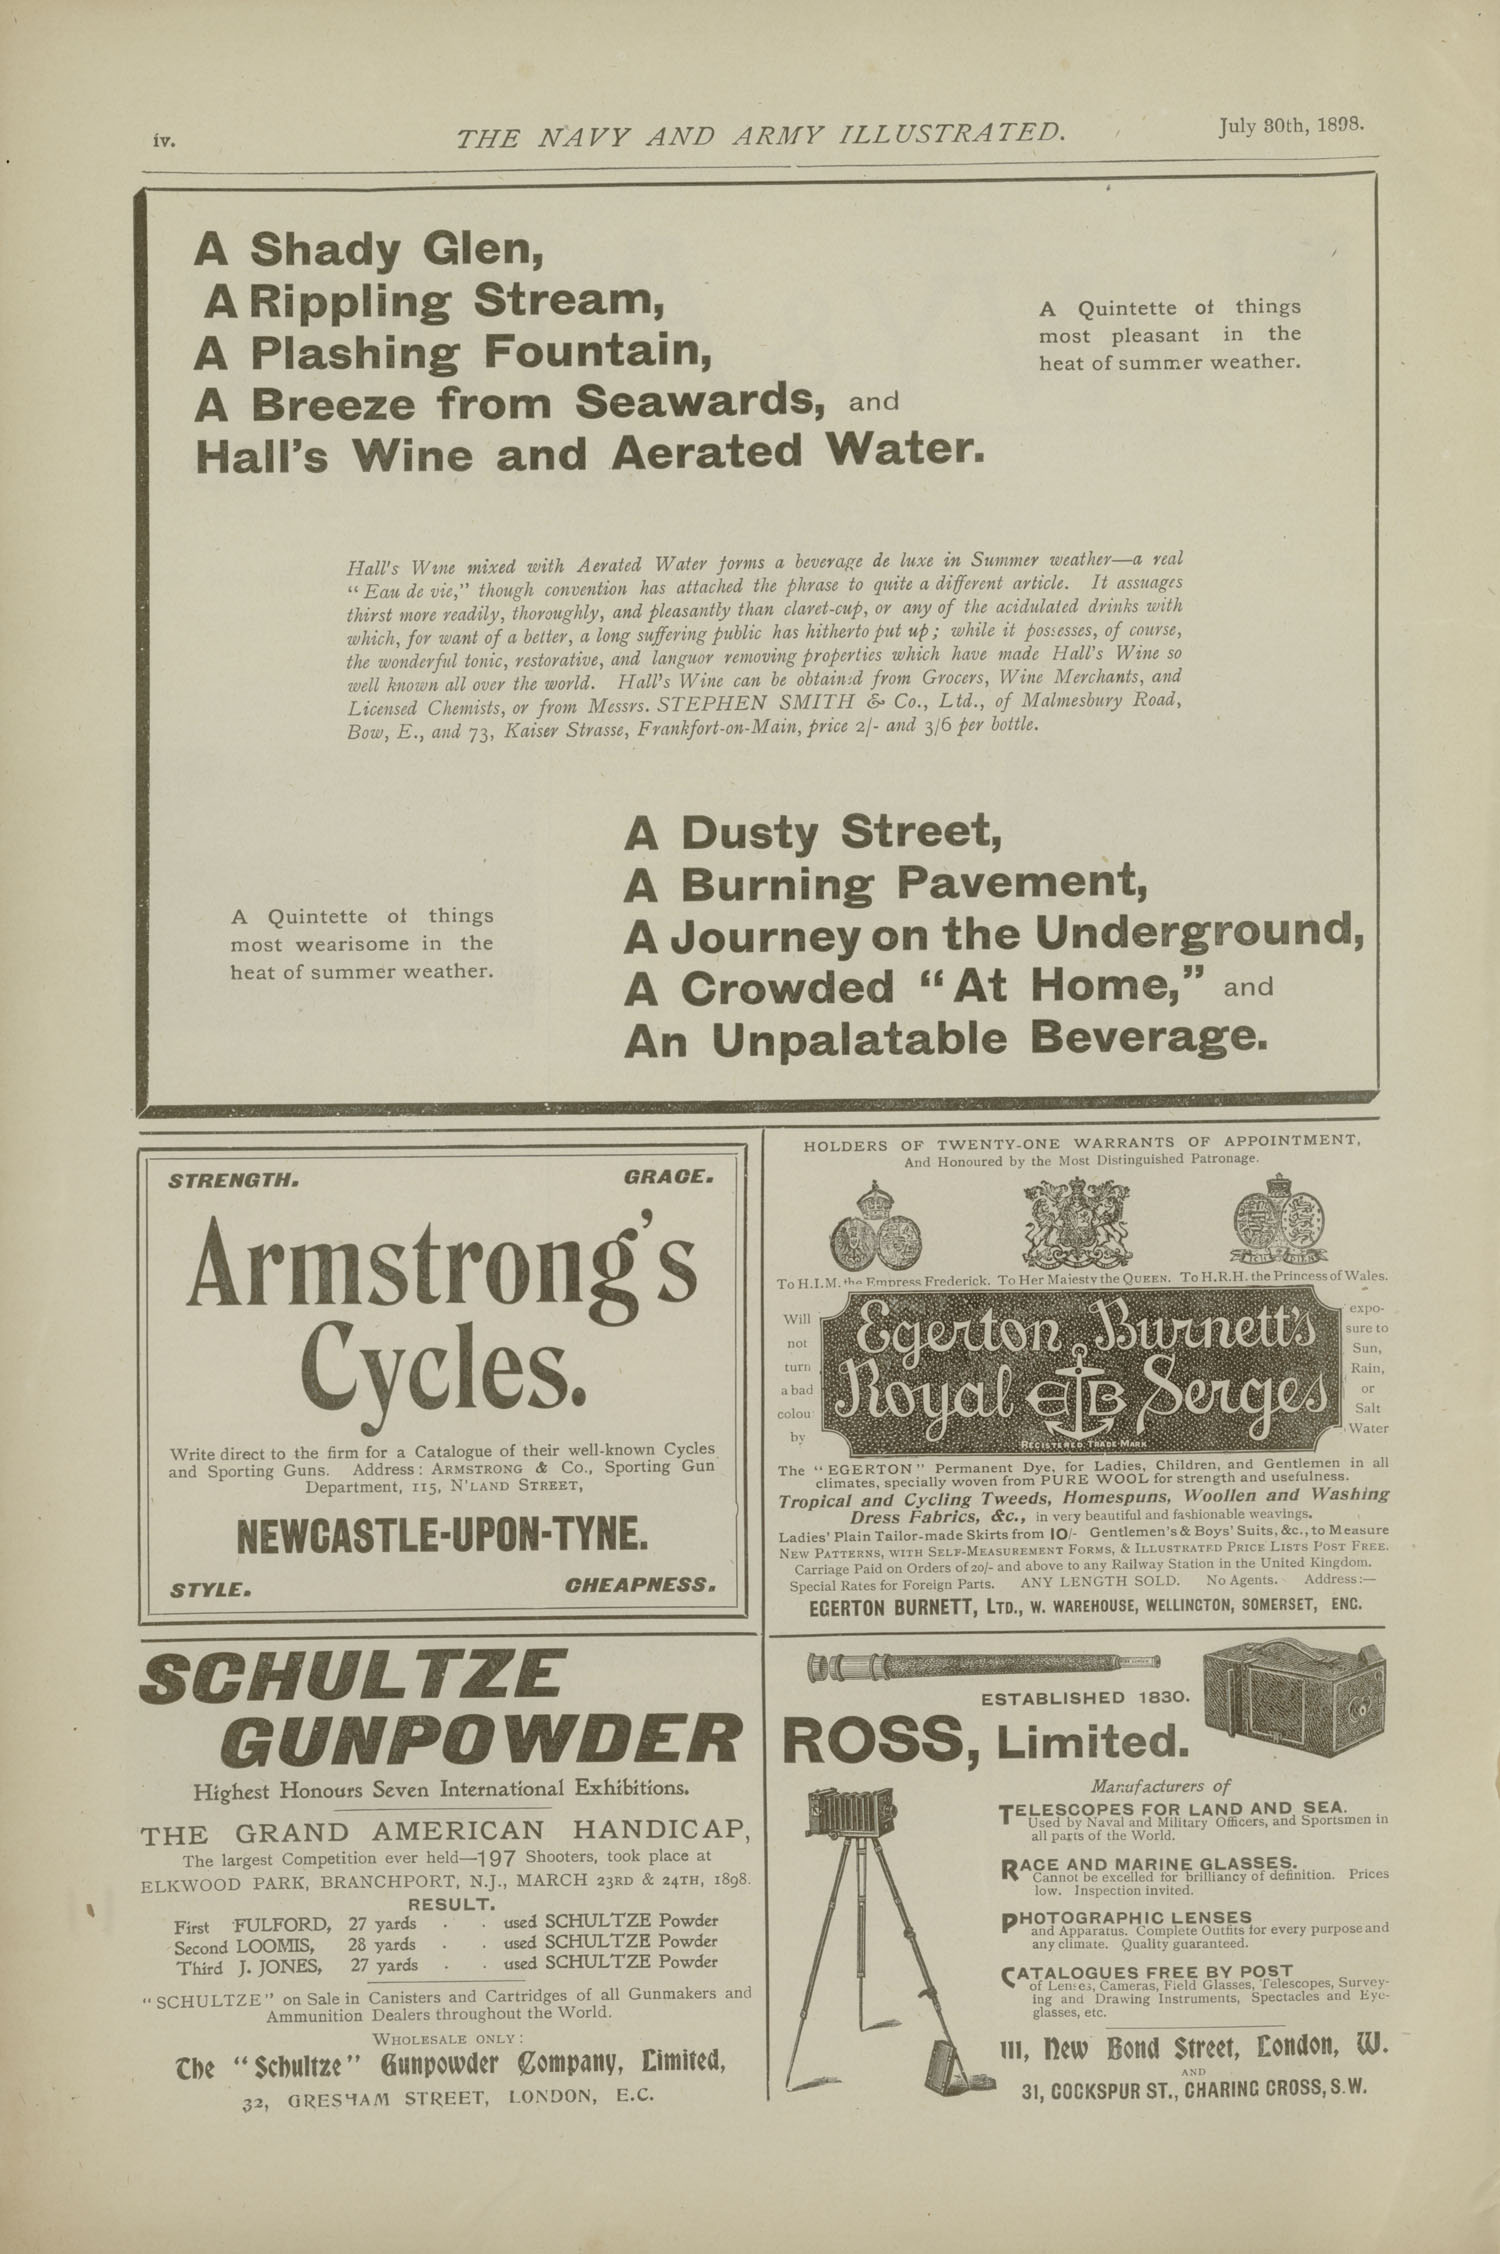 iv.
THE NAVY AND ARMY ILLUSTRATED.
July 30th, 1898.
A Shady Glen,
A Rippling Stream,
A Plashing Fountain,
A Breeze from Seawards, and
Hall's Wine and Aerated Water.
A Quintette of things
most pleasant in the
heat of summer weather.
Hall's Wine mixed with Aerated Water forms a beverage de luxe in Summer weather—a real
"Eau de vie," though convention has attached the phrase to quite a different article. It assuages
thirst more readily, thoroughly, and pleasantly than claret-cup, or any of the acidulated drinks with
which, for want of a better, a long suffering public has hitherto put up; while it possesses, of course,
the wonderful tonic, restorative, and languor removing properties which have made Hall's Wine so
well known all over the world. Hall's Wine can be obtained from Grocers, Wine Merchants, and
Licensed Chemists, or from Messrs. STEPHEN SMITH & Co., Ltd., of Malmesbury Road,
Bow, E., and 73, Kaiser Strasse, Frankfort-on-Main, price 2/- and 3/6 per bottle.
A Quintette of things
most wearisome in the
heat of summer weather.
A Dusty Street,
A Burning Pavement,
A Journey on the Underground,
A Crowded "At Home," and
An Unpalatable Beverage.
STRENGTH. GRACE.
Armstrong's
Cycles.
Write direct to the firm for a Catalogue of their well-known Cycles
and Sporting Guns. Address: ARMSTRONG & Co., Sporting Gun
Department, 115, N'LAND STREET,
NEWCASTLE-UPON-TYNE.
STYLE. CHEAPNESS.
HOLDERS OF TWENTY-ONE WARRANTS OF APPOINTMENT,
And Honoured by the Most Distinguished Patronage.
To H.I.M. the Empress Frederick. To Her Majesty the QUEEN. To H.R.H. the Princess of Wales.
Will
not
turn
a bad
colou
by
Egerton Burnett's
Royal EB Serges
REGISTERED TRADE MARK
expo-
sure to
Sun,
Rain,
or
Salt
Water
The "EGERTON" Permanent Dye, for Ladies, Children, and Gentlemen in all
climates, specially woven from PURE WOOL for strength and usefulness.
Tropical and Cycling Tweeds, Homespuns, Woollen and Washing
Dress Fabrics, &c., in very beautiful and fashionable weavings.
Ladies' Plain Tailor-made Skirts from 10/- Gentlemen's & Boys' Suits, &c., to Measure
NEW PATTERNS, WITH SELF-MEASUREMENT FORMS, & ILLUSTRATED PRICE LISTS POST FREE.
Carriage Paid on Orders of 20/- and above to any Railway Station in the United Kingdom.
Special Rates for Foreign Parts. ANY LENGTH SOLD. No Agents. Address:—
EGERTON BURNETT, LTD., W. WAREHOUSE, WELLINGTON, SOMERSET, ENG.
SCHULTZE
GUNPOWDER
Highest Honours Seven International Exhibitions.
THE GRAND AMERICAN HANDICAP,
The largest Competition ever held—197 Shooters, took place at
ELKWOOD PARK, BRANCHPORT, N.J., MARCH 23RD & 24TH, 1898.
RESULT.
First FULFORD, 27 yards . . used SCHULTZE Powder
Second LOOMIS, 28 yards . . used SCHULTZE Powder
Third J. JONES, 27 yards . . used SCHULTZE Powder
"SCHULTZE" on Sale in Canisters and Cartridges of all Gunmakers and
Ammunition Dealers throughout the World.
WHOLESALE ONLY:
The "Schultze" Gunpowder Company, Limited,
32, GRESHAM STREET, LONDON, E.C.
ESTABLISHED 1830.
ROSS, Limited.
Manufacturers of
TELESCOPES FOR LAND AND SEA.
Used by Naval and Military Officers, and Sportsmen in
all parts of the World.
RACE AND MARINE GLASSES.
Cannot be excelled for brilliancy of definition. Prices
low. Inspection invited.
PHOTOGRAPHIC LENSES
and Apparatus. Complete Outfits for every purpose and
any climate. Quality guaranteed.
CATALOGUES FREE BY POST
of Lenses, Cameras, Field Glasses, Telescopes, Survey-
ing and Drawing Instruments, Spectacles and Eye-
glasses, etc.
111, New Bond Street, London, W.
AND
31, COCKSPUR ST., CHARING CROSS, S.W.